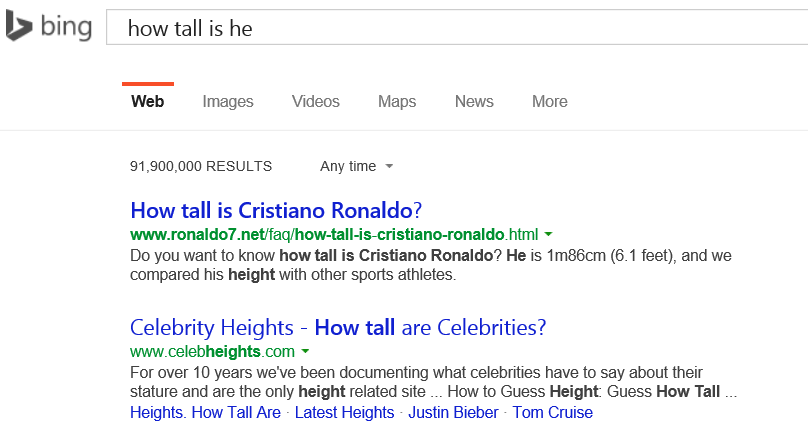 bing how tall is he
Web Images Videos Maps News More
91,900,000 RESULTS Any time
How tall is Cristiano Ronaldo?
www.ronaldo7.net/faq/how-tall-is-cristiano-ronaldo.html
Do you want to know how tall is Cristiano Ronaldo? He is 1m86cm (6.1 feet), and we
compared his height with other sports athletes.
Celebrity Heights - How tall are Celebrities?
www.celebheights.com
For over 10 years we've been documenting what celebrities have to say about their
stature and are the only height related site ... How to Guess Height: Guess How Tall ...
Heights. How Tall Are · Latest Heights · Justin Bieber · Tom Cruise